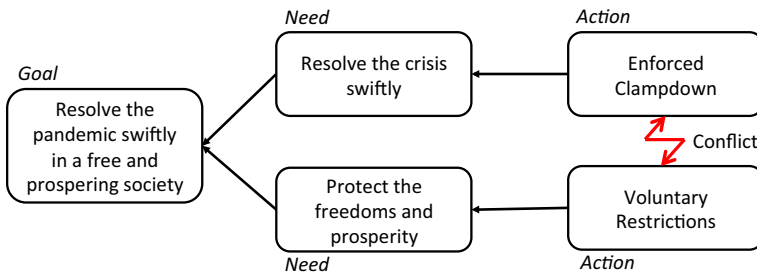 Need
Action
Resolve the crisis
swiftly
Enforced
Clampdown
Goal
Resolve the
pandemic swiftly
in a free and
prospering society
Conflict
Protect the
freedoms and
prosperity
Voluntary
Restrictions
Need
Action